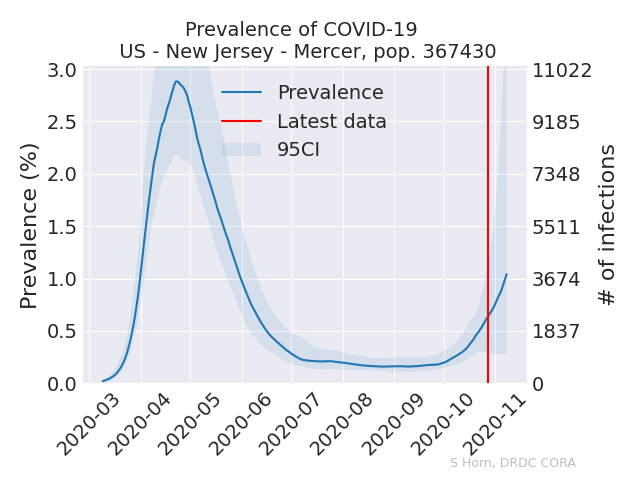 Prevalence of COVID-19
US - New Jersey - Mercer, pop. 367430
Prevalence (%)
3.0
2.5
2.0
1.5
1.0
0.5
0.0
Prevalence
Latest data
95CI
11022
9185
7348
5511
3674
1837
0
# of infections
2020-03
2020-04
2020-05
2020-06
2020-07
2020-08
2020-09
2020-10
2020-11
S Horn, DRDC CORA